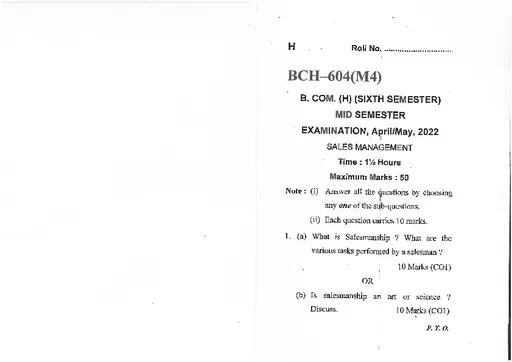 H Roll No. ..............................
BCH–604(M4)
B. COM. (H) (SIXTH SEMESTER)
MID SEMESTER
EXAMINATION, April/May, 2022
SALES MANAGEMENT
Time : 1½ Hours
Maximum Marks : 50
Note : (i) Answer all the questions by choosing
any one of the sub-questions.
(ii) Each question carries 10 marks.
1. (a) What is Salesmanship ? What are the
various tasks performed by a salesman ?
10 Marks (CO1)
OR
(b) Is salesmanship an art or science ?
Discuss. 10 Marks (CO1)
P. T. O.